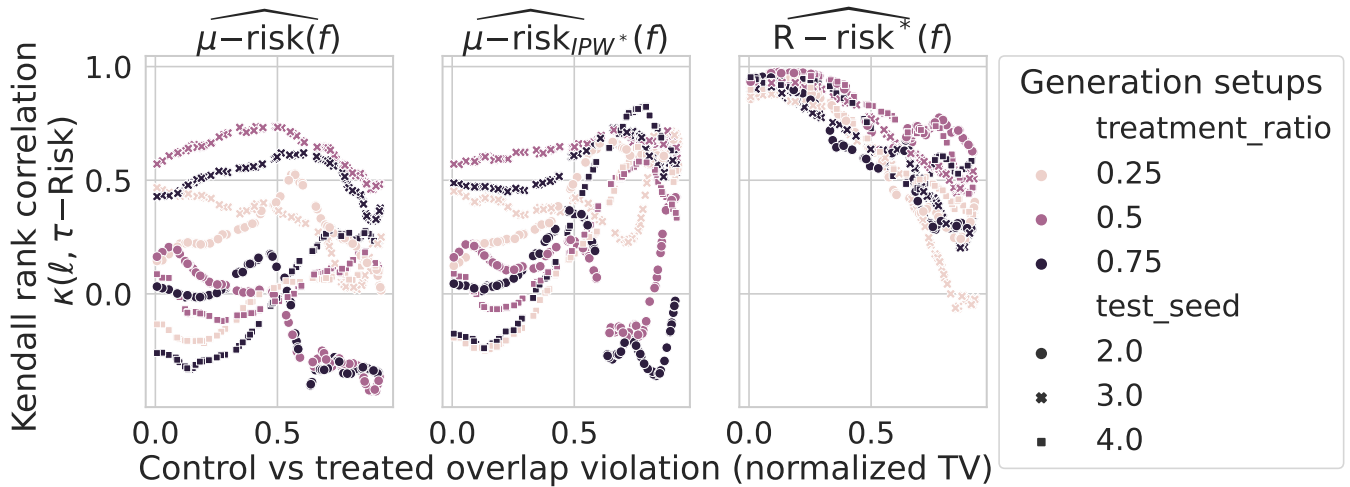 μ−risk(f)
μ−risk_{IPW*}(f)
R − risk*(f)
Kendall rank correlation
κ(ℓ, τ−Risk)
1.0
0.5
0.0
0.0 0.5
0.0 0.5
0.0 0.5
Control vs treated overlap violation (normalized TV)
Generation setups
treatment_ratio
0.25
0.5
0.75
test_seed
2.0
3.0
4.0